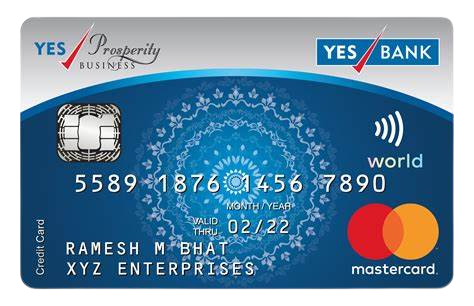 YES Prosperity
BUSINESS
YES BANK
world
5589 1876 1456 7890
MONTH / YEAR
VALID
THRU 02/22
RAMESH M BHAT
XYZ ENTERPRISES
Credit Card
mastercard.